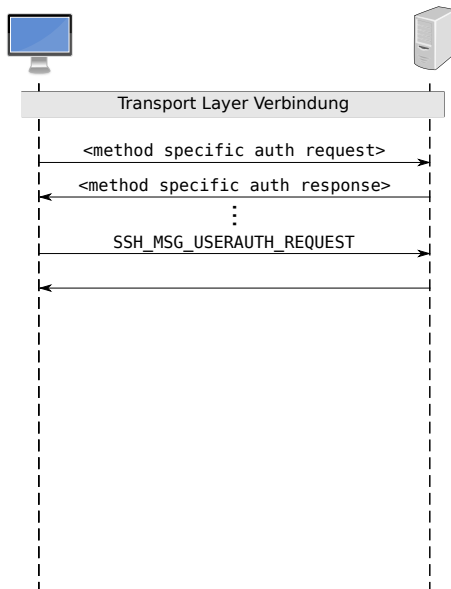 Transport Layer Verbindung
<method specific auth request>
<method specific auth response>
SSH_MSG_USERAUTH_REQUEST